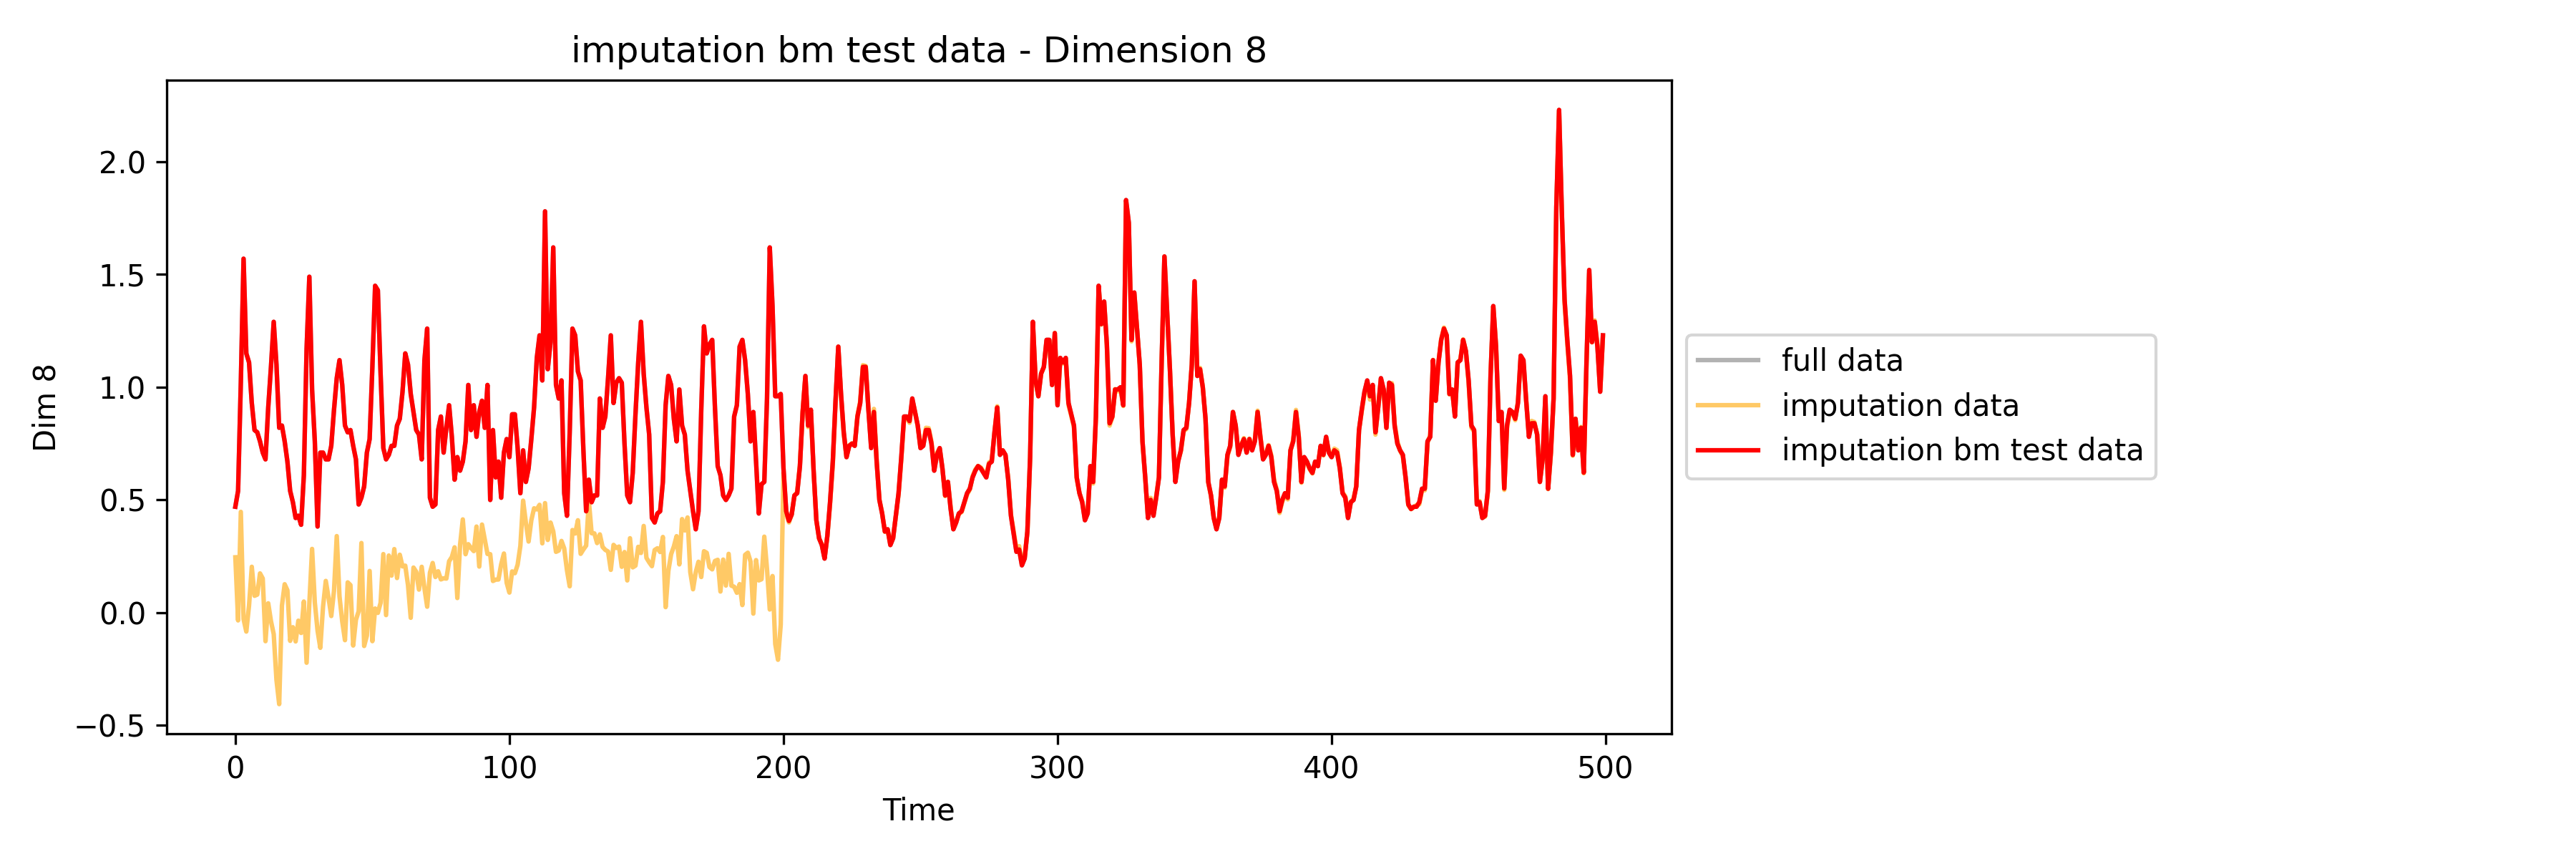 imputation bm test data - Dimension 8
Dim 8
2.0
1.5
1.0
0.5
0.0
−0.5
0 100 200 300 400 500
Time
full data
imputation data
imputation bm test data